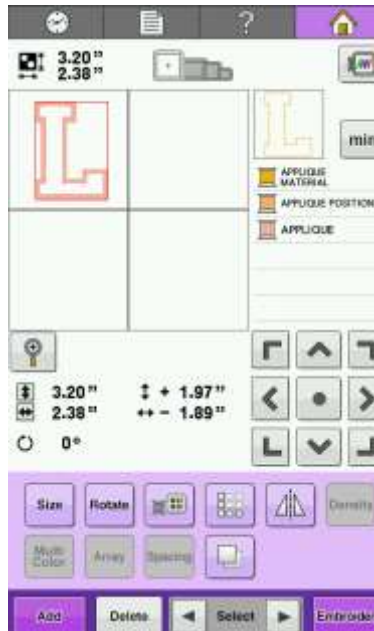 ?
3.20"
2.38"
L
L
min
APPLIQUE
MATERIAL
APPLIQUE POSITION
APPLIQUE
3.20" + 1.97"
2.38" - 1.89"
0°
Size Rotate Density
Multi
Color Array Spacing
Add Delete Select Embroider